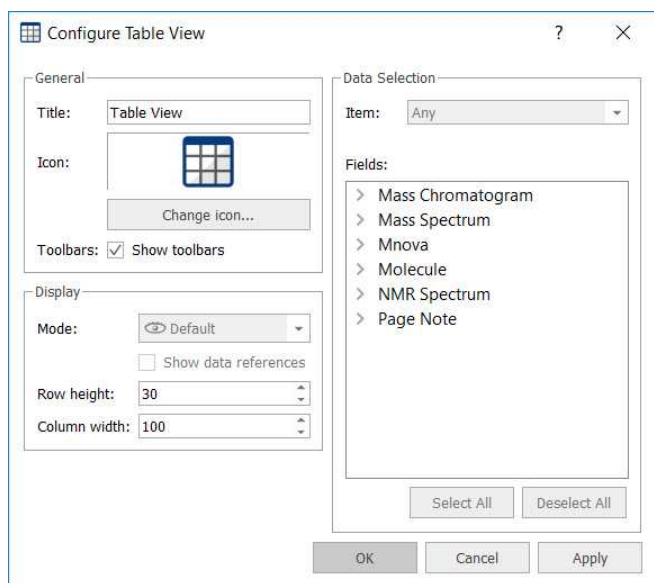 Configure Table View
?
General
Title: Table View
Icon:
Change icon...
Toolbars: Show toolbars
Display
Mode: Default
Show data references
Row height: 30
Column width: 100
Data Selection
Item: Any
Fields:
Mass Chromatogram
Mass Spectrum
Mnova
Molecule
NMR Spectrum
Page Note
Select All Deselect All
OK Cancel Apply